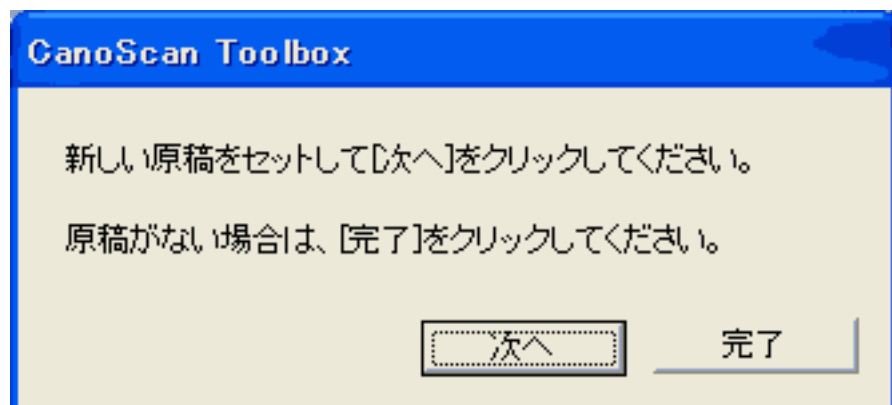 CanoScan Toolbox
新しい原稿をセットして[次へ]をクリックしてください。
原稿がない場合は、[完了]をクリックしてください。
次へ 完了